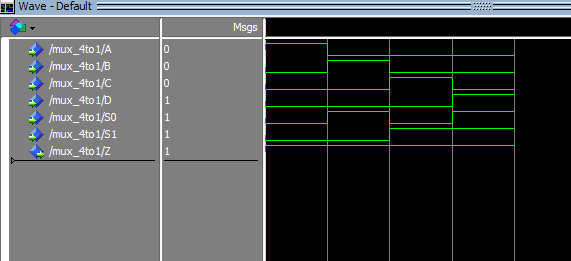 Wave - Default
Msgs
/mux_4to1/A 0
/mux_4to1/B 0
/mux_4to1/C 0
/mux_4to1/D 1
/mux_4to1/S0 1
/mux_4to1/S1 1
/mux_4to1/Z 1